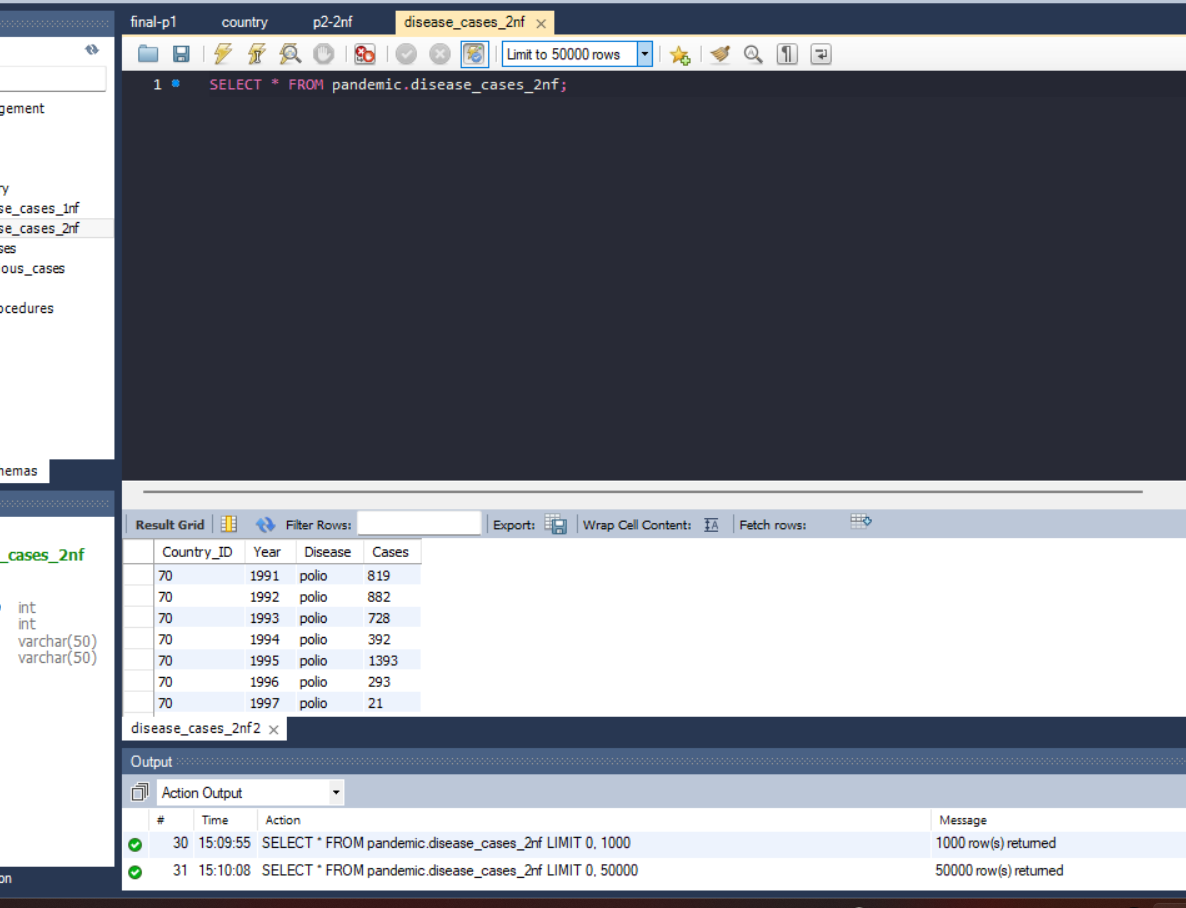 final-p1 country p2-2nf disease_cases_2nf
Limit to 50000 rows
1 SELECT * FROM pandemic.disease_cases_2nf;
gement
ry
se_cases_1nf
se_cases_2nf
ses
ous_cases
ocedures
hemas
Result Grid Filter Rows: Export: Wrap Cell Content: Fetch rows:
Country_ID Year Disease Cases
70 1991 polio 819
70 1992 polio 882
70 1993 polio 728
70 1994 polio 392
70 1995 polio 1393
70 1996 polio 293
70 1997 polio 21
_cases_2nf
int
int
varchar(50)
varchar(50)
on
disease_cases_2nf2
Output
Action Output
# Time Action Message
30 15:09:55 SELECT * FROM pandemic.disease_cases_2nf LIMIT 0, 1000 1000 row(s) returned
31 15:10:08 SELECT * FROM pandemic.disease_cases_2nf LIMIT 0, 50000 50000 row(s) returned